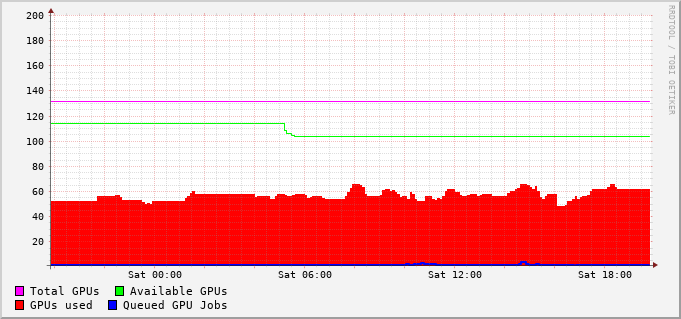 RRDTOOL / TOBI OETIKER
200
180
160
140
120
100
80
60
40
20
Sat 00:00 Sat 06:00 Sat 12:00 Sat 18:00
Total GPUs Available GPUs
GPUs used Queued GPU Jobs